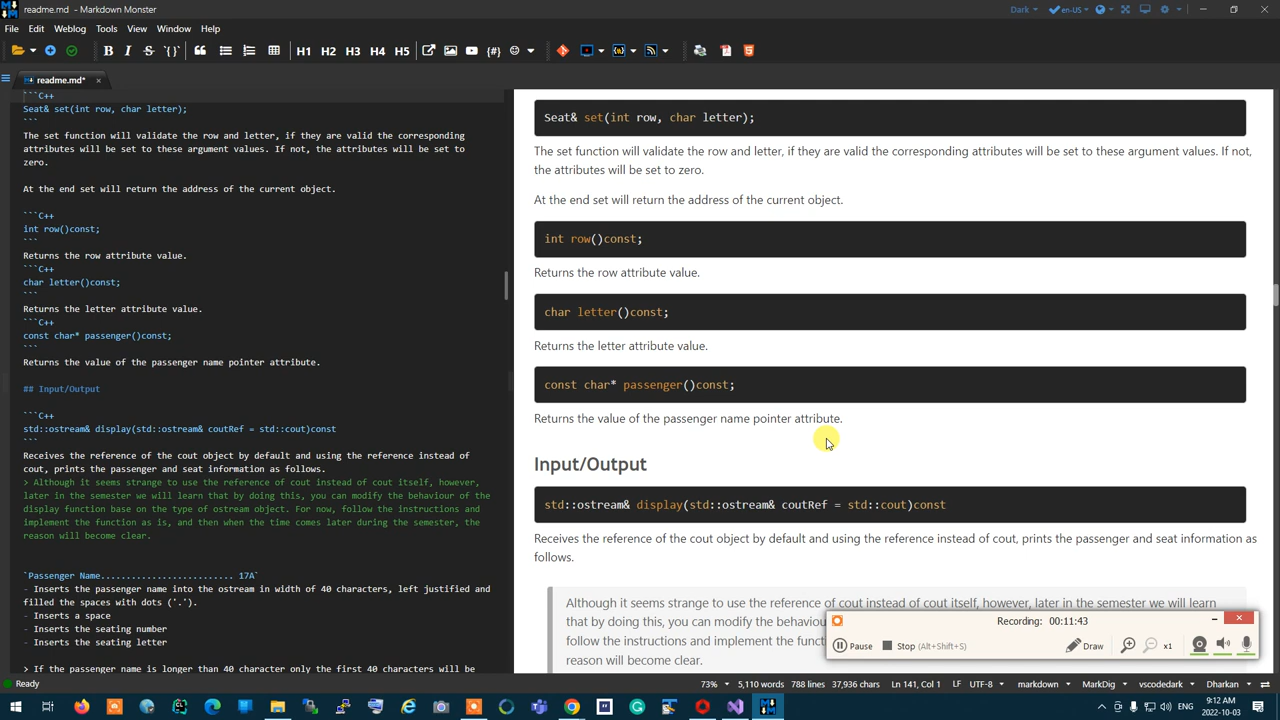 readme.md - Markdown Monster
Dark
en-US
File Edit Weblog Tools View Window Help
B I S `{} H1 H2 H3 H4 H5 {#}
readme.md* ×
```C++
Seat& set(int row, char letter);
```
The set function will validate the row and letter, if they are valid the corresponding
attributes will be set to these argument values. If not, the attributes will be set to
zero.
At the end set will return the address of the current object.
```C++
int row()const;
```
Returns the row attribute value.
```C++
char letter()const;
```
Returns the letter attribute value.
```C++
const char* passenger()const;
```
Returns the value of the passenger name pointer attribute.
## Input/Output
```C++
std::ostream& display(std::ostream& coutRef = std::cout)const
```
Receives the reference of the cout object by default and using the reference instead of
cout, prints the passenger and seat information as follows.
> Although it seems strange to use the reference of cout instead of cout itself, however,
later in the semester we will learn that by doing this, you can modify the behaviour of the
display function base on the type of ostream object. For now, follow the instructions and
implement the function as is, and then when the time comes later during the semester, the
reason will become clear.
`Passenger Name.......................... 17A`
- Inserts the passenger name into the ostream in width of 40 characters, left justified and
filled the spaces with dots ('.').
- Inserts a space
- Inserts the seating number
- Inserts the seating letter
> If the passenger name is longer than 40 character only the first 40 characters will be
Seat& set(int row, char letter);
The set function will validate the row and letter, if they are valid the corresponding attributes will be set to these argument values. If not,
the attributes will be set to zero.
At the end set will return the address of the current object.
int row()const;
Returns the row attribute value.
char letter()const;
Returns the letter attribute value.
const char* passenger()const;
Returns the value of the passenger name pointer attribute.
Input/Output
std::ostream& display(std::ostream& coutRef = std::cout)const
Receives the reference of the cout object by default and using the reference instead of cout, prints the passenger and seat information as
follows.
Although it seems strange to use the reference of cout instead of cout itself, however, later in the semester we will learn
that by doing this, you can modify the behaviou
follow the instructions and implement the functi
reason will become clear.
Recording: 00:11:43
Pause Stop (Alt+Shift+S) Draw x1
Ready
73% 5,110 words 788 lines 37,936 chars Ln 141, Col 1 LF UTF-8 markdown MarkDig vscodedark Dharkan
ENG
9:12 AM
2022-10-03